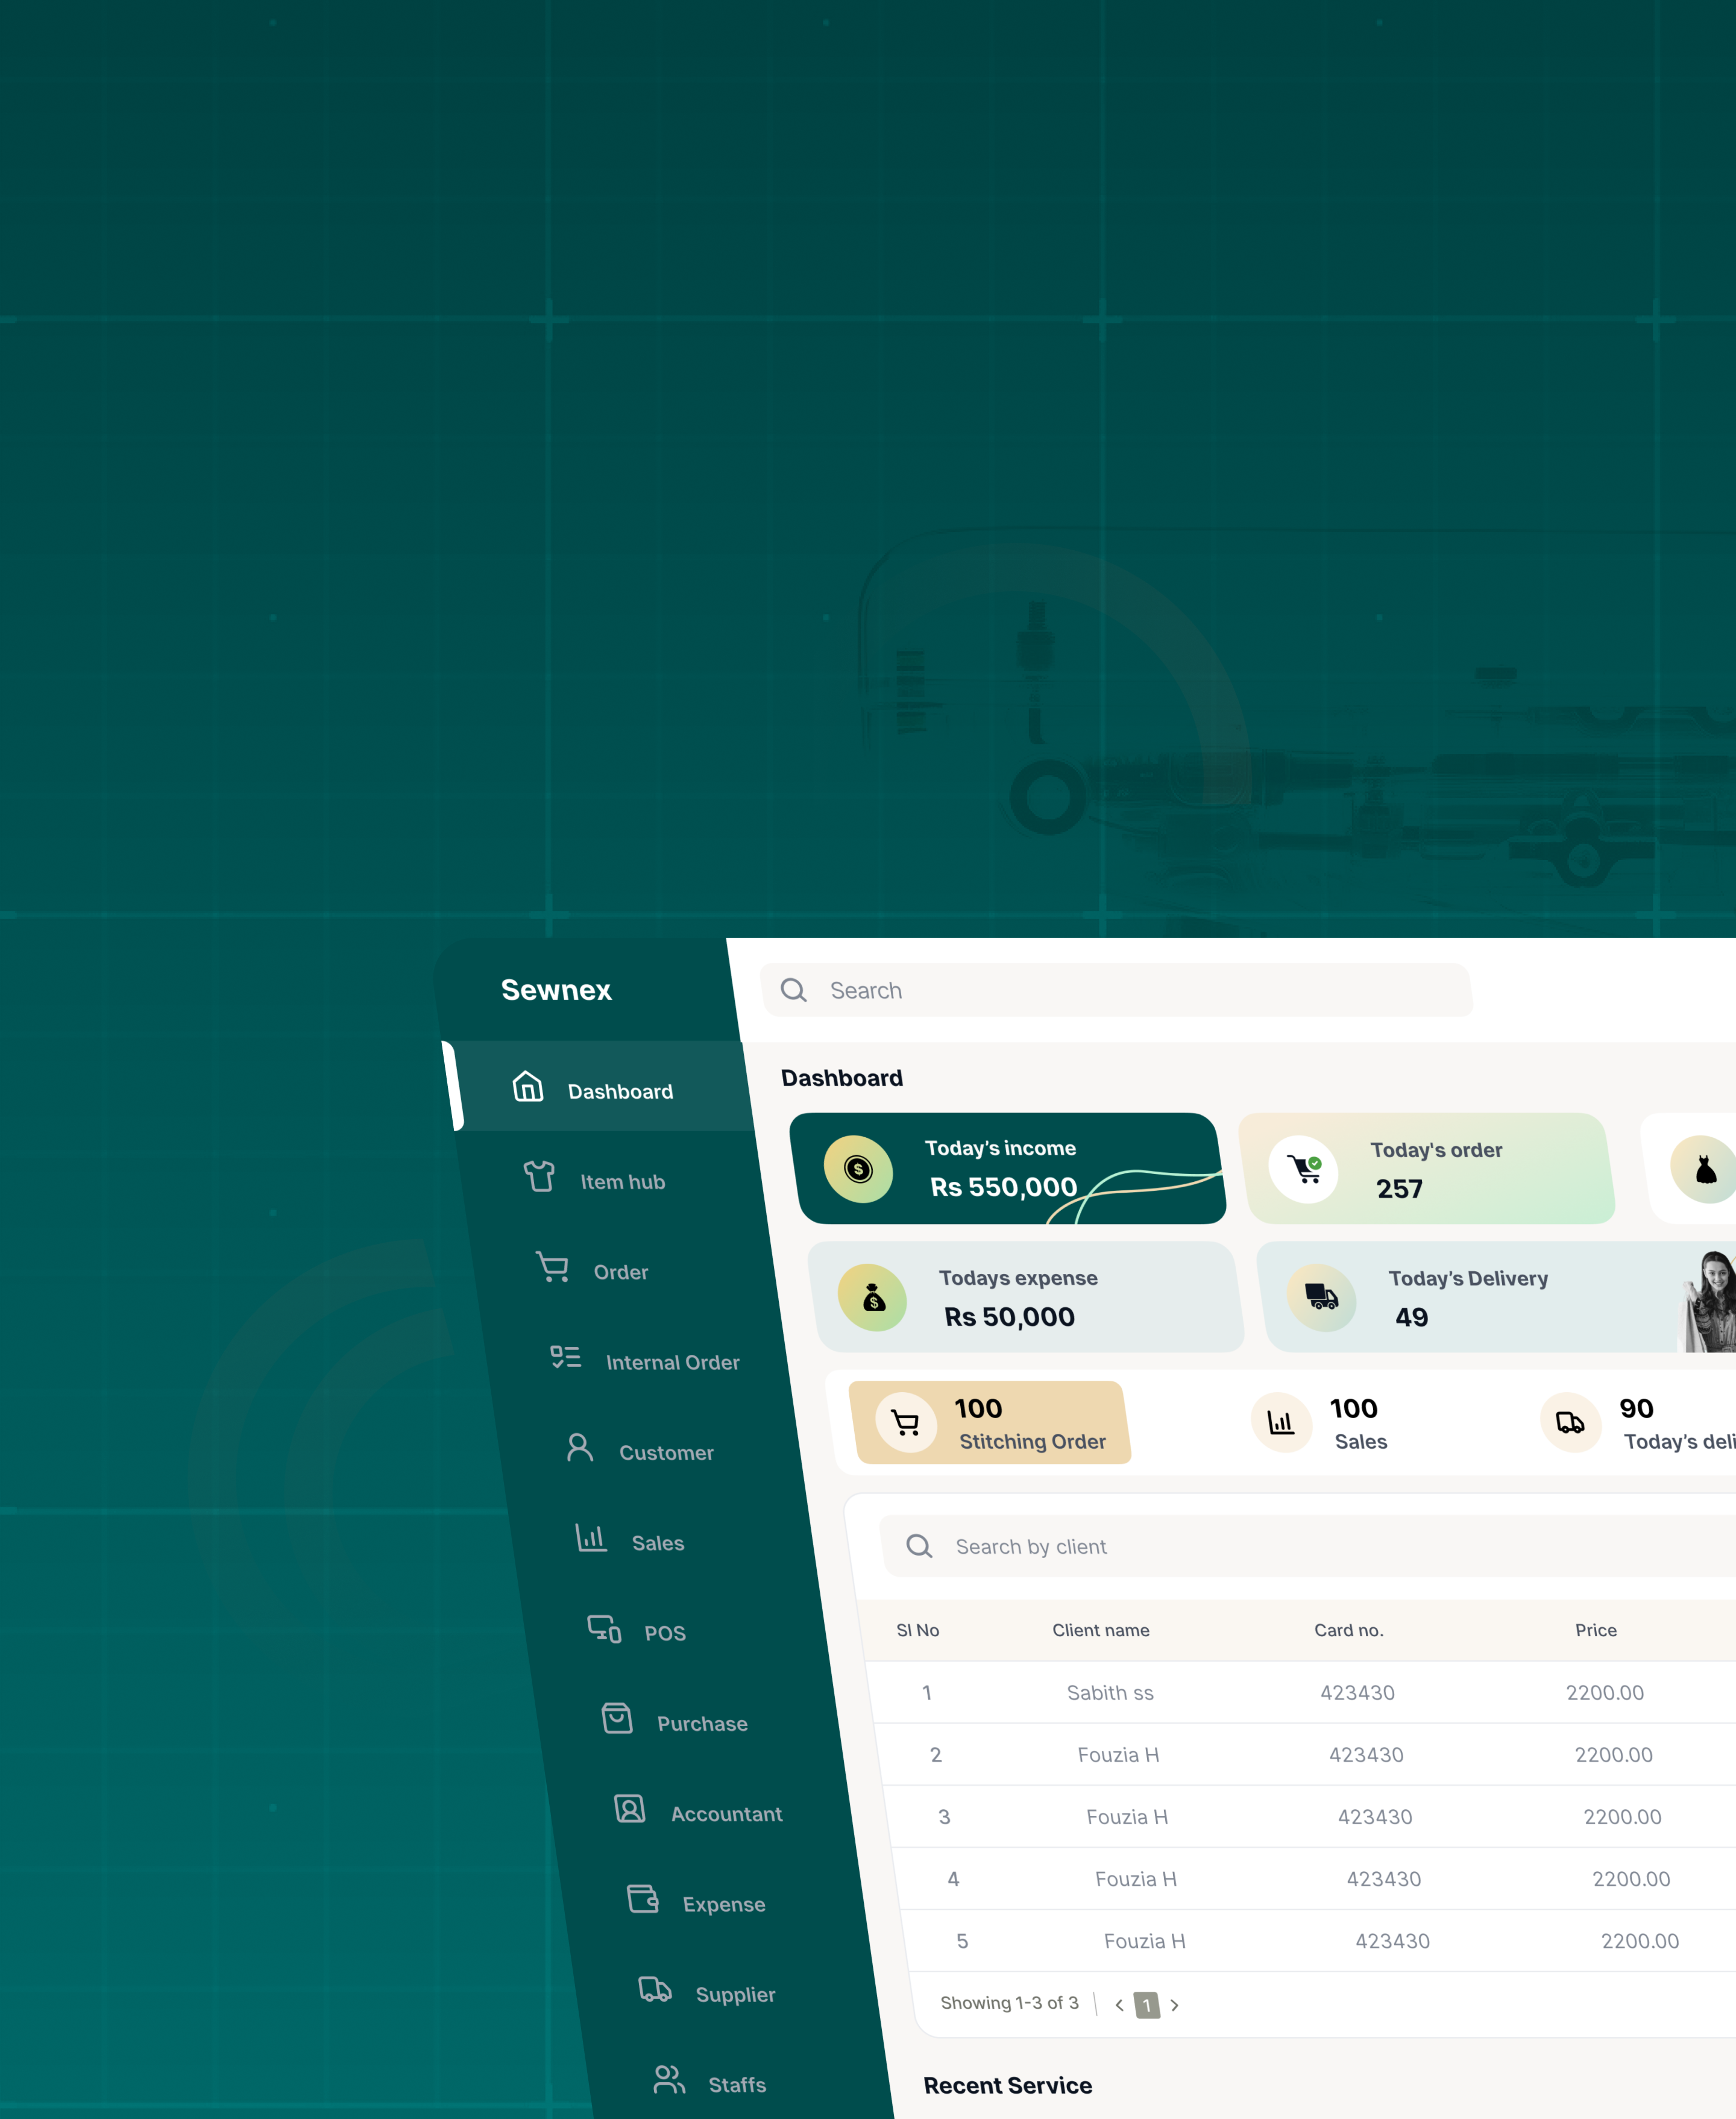 Sewnex
Search
Dashboard
Item hub
Order
Internal Order
Customer
Sales
POS
Purchase
Accountant
Expense
Supplier
Staffs
Dashboard
Today's income
Rs 550,000
Today's order
257
Todays expense
Rs 50,000
Today's Delivery
49
100
Stitching Order
100
Sales
90
Today's deli
Search by client
Sl No Client name Card no. Price
1 Sabith ss 423430 2200.00
2 Fouzia H 423430 2200.00
3 Fouzia H 423430 2200.00
4 Fouzia H 423430 2200.00
5 Fouzia H 423430 2200.00
Showing 1-3 of 3 1
Recent Service